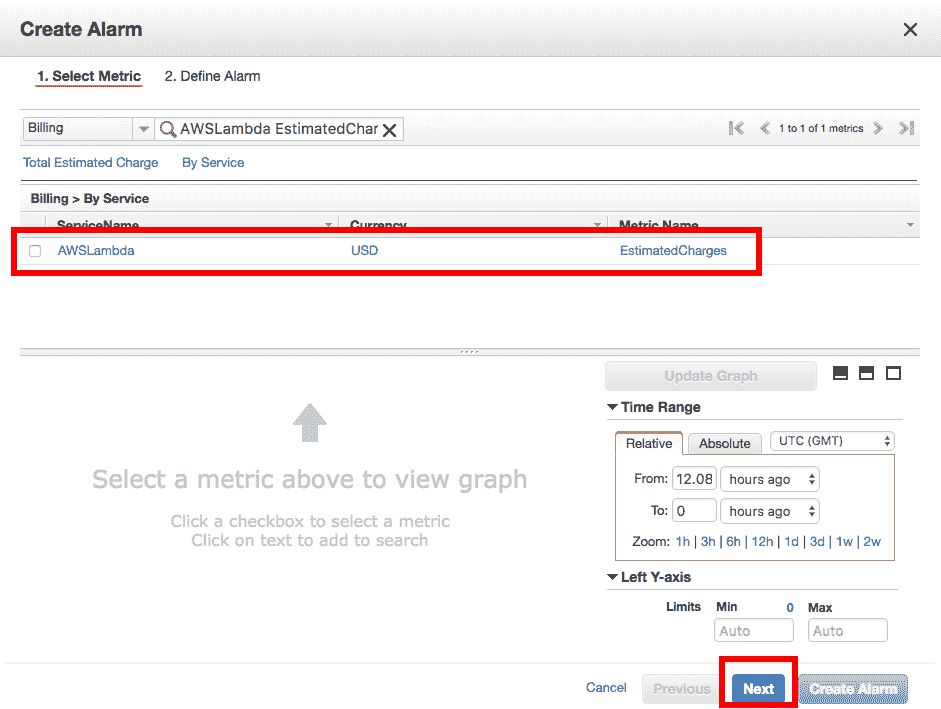 Create Alarm
1. Select Metric 2. Define Alarm
Billing AWSLambda EstimatedChar 1 to 1 of 1 metrics
Total Estimated Charge By Service
Billing > By Service
ServiceName Currency Metric Name
AWSLambda USD EstimatedCharges
Update Graph
Time Range
Relative Absolute UTC (GMT)
From: 12.08 hours ago
To: 0 hours ago
Zoom: 1h | 3h | 6h | 12h | 1d | 3d | 1w | 2w
Select a metric above to view graph
Click a checkbox to select a metric
Click on text to add to search
Left Y-axis
Limits Min 0 Max
Auto Auto
Cancel Previous Next Create Alarm